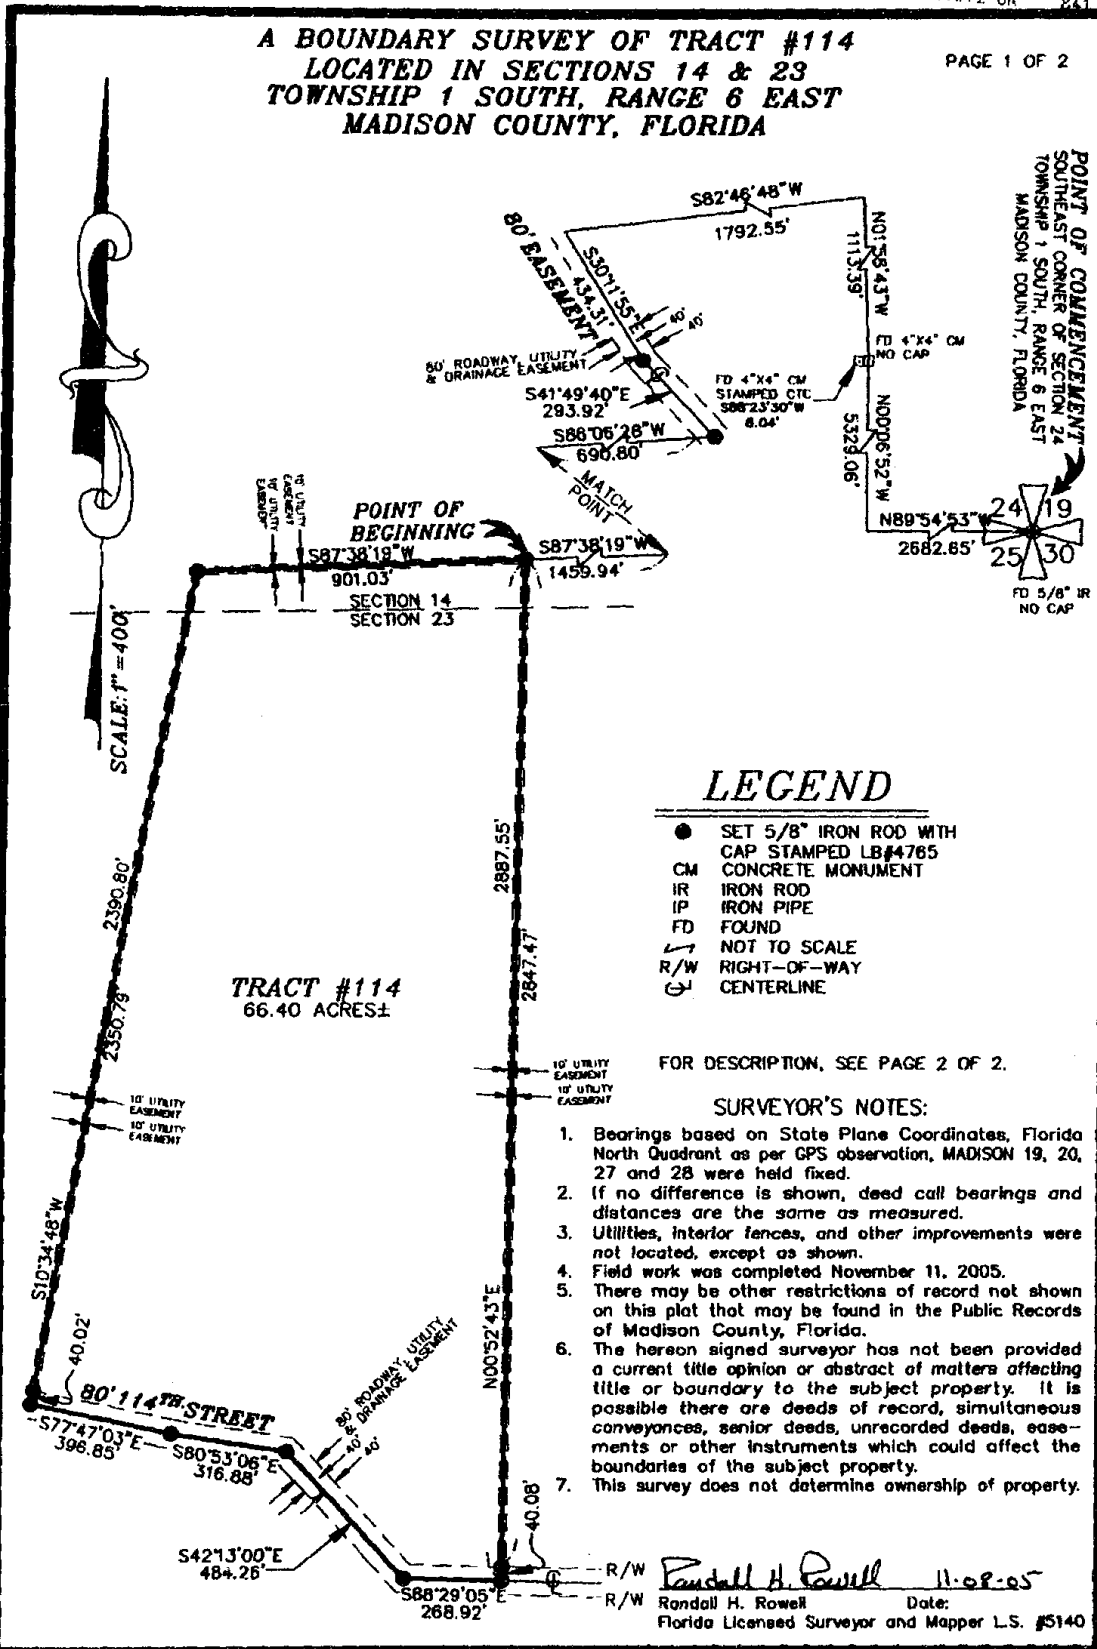 A BOUNDARY SURVEY OF TRACT #114
LOCATED IN SECTIONS 14 & 23
TOWNSHIP 1 SOUTH, RANGE 6 EAST
MADISON COUNTY, FLORIDA
PAGE 1 OF 2
POINT OF COMMENCEMENT
SOUTHEAST CORNER OF SECTION 24
TOWNSHIP 1 SOUTH, RANGE 6 EAST
MADISON COUNTY, FLORIDA
S82°46'48"W
1792.55'
N01°58'43"W
1113.39'
80' EASEMENT
S30°11'55"E
434.31'
40'
40'
FD 4"X4" CM
NO CAP
80' ROADWAY, UTILITY
& DRAINAGE EASEMENT
S41°49'40"E
293.92'
FD 4"X4" CM
STAMPED CTC
S86°23'30"W
6.04'
S86°06'26"W
690.80'
N00°06'52"W
5329.06'
MATCH
POINT
N89°54'53"W
2682.65'
24 19
25 30
FD 5/8" IR
NO CAP
10' UTILITY
EASEMENT
10' UTILITY
EASEMENT
POINT OF
BEGINNING
S87°38'19"W
901.03'
S87°38'19"W
1459.94'
SECTION 14
SECTION 23
SCALE: 1"=400'
LEGEND
SET 5/8" IRON ROD WITH
CAP STAMPED LB#4765
CM CONCRETE MONUMENT
IR IRON ROD
IP IRON PIPE
FD FOUND
NOT TO SCALE
R/W RIGHT-OF-WAY
CENTERLINE
2390.80'
2350.79'
2887.55'
2847.47'
TRACT #114
66.40 ACRES±
10' UTILITY
EASEMENT
10' UTILITY
EASEMENT
10' UTILITY
EASEMENT
10' UTILITY
EASEMENT
FOR DESCRIPTION, SEE PAGE 2 OF 2.
SURVEYOR'S NOTES:
1. Bearings based on State Plane Coordinates, Florida
North Quadrant as per GPS observation, MADISON 19, 20,
27 and 28 were held fixed.
2. If no difference is shown, deed call bearings and
distances are the same as measured.
3. Utilities, interior fences, and other improvements were
not located, except as shown.
4. Field work was completed November 11, 2005.
5. There may be other restrictions of record not shown
on this plat that may be found in the Public Records
of Madison County, Florida.
6. The hereon signed surveyor has not been provided
a current title opinion or abstract of matters affecting
title or boundary to the subject property. It is
possible there are deeds of record, simultaneous
conveyances, senior deeds, unrecorded deeds, ease-
ments or other instruments which could affect the
boundaries of the subject property.
7. This survey does not determine ownership of property.
S10°34'48"W
N00°52'43"E
40.02'
80' 114TH STREET
S77°47'03"E
396.85'
S80°53'06"E
316.88'
80' ROADWAY, UTILITY
& DRAINAGE EASEMENT
40'
40'
S42°13'00"E
484.26'
S88°29'05"E
268.92'
40.08'
R/W
R/W
Randall H. Rowell 11-08-05
Randall H. Rowell Date:
Florida Licensed Surveyor and Mapper L.S. #5140